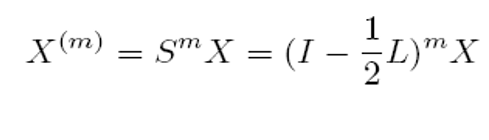 X^{(m)} = S^m X = (I - \frac{1}{2}L)^m X